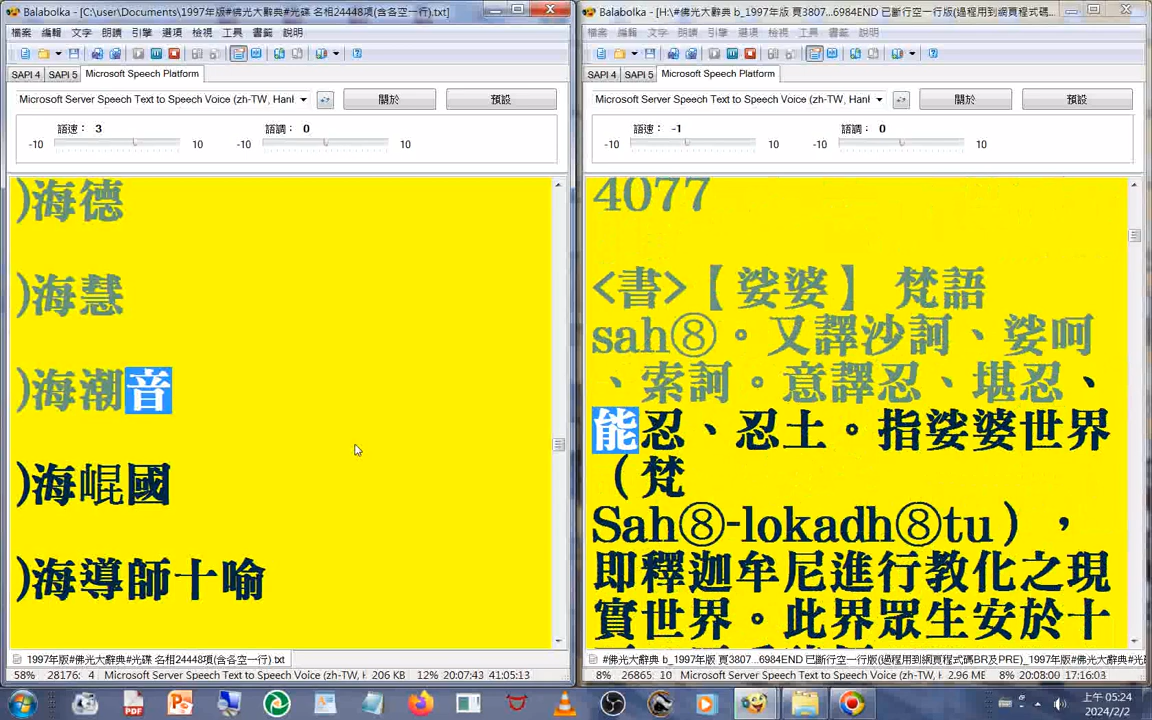 Balabolka - [C:\user\Documents\1997年版#佛光大辭典#光碟 名相24448項(含各空一行).txt]
檔案 編輯 文字 朗讀 引擎 選項 檢視 工具 書籤 說明
SAPI 4 SAPI 5 Microsoft Speech Platform
Microsoft Server Speech Text to Speech Voice (zh-TW, Hanl 關於 預設
語速： 3 語調： 0
-10 10 -10 10
)海德
)海慧
)海潮音
)海崐國
)海導師十喻
1997年版#佛光大辭典#光碟 名相24448項(含各空一行).txt
58% 28176: 4 Microsoft Server Speech Text to Speech Voice (zh-TW, H 206 KB 12% 20:07:43 41:05:13
Balabolka - [H:\#佛光大辭典 b_1997年版 頁3807...6984END 已斷行空一行版(過程用到網頁程式碼
檔案 編輯 文字 朗讀 引擎 選項 檢視 工具 書籤 說明
SAPI 4 SAPI 5 Microsoft Speech Platform
Microsoft Server Speech Text to Speech Voice (zh-TW, Hanl 關於 預設
語速： -1 語調： 0
-10 10 -10 10
4077
<書>【娑婆】 梵語
sah⑧。又譯沙訶、娑呵
、索訶。意譯忍、堪忍、
能忍、忍土。指娑婆世界
（梵
Sah⑧-lokadh⑧tu），
即釋迦牟尼進行教化之現
實世界。此界眾生安於十
#佛光大辭典 b_1997年版 頁3807...6984END 已斷行空一行版(過程用到網頁程式碼BR及PRE)_1997年版#佛光
8% 26865: 10 Microsoft Server Speech Text to Speech Voice (zh-TW, H 2.96 ME 8% 20:08:00 17:16:03
上午 05:24
2024/2/2